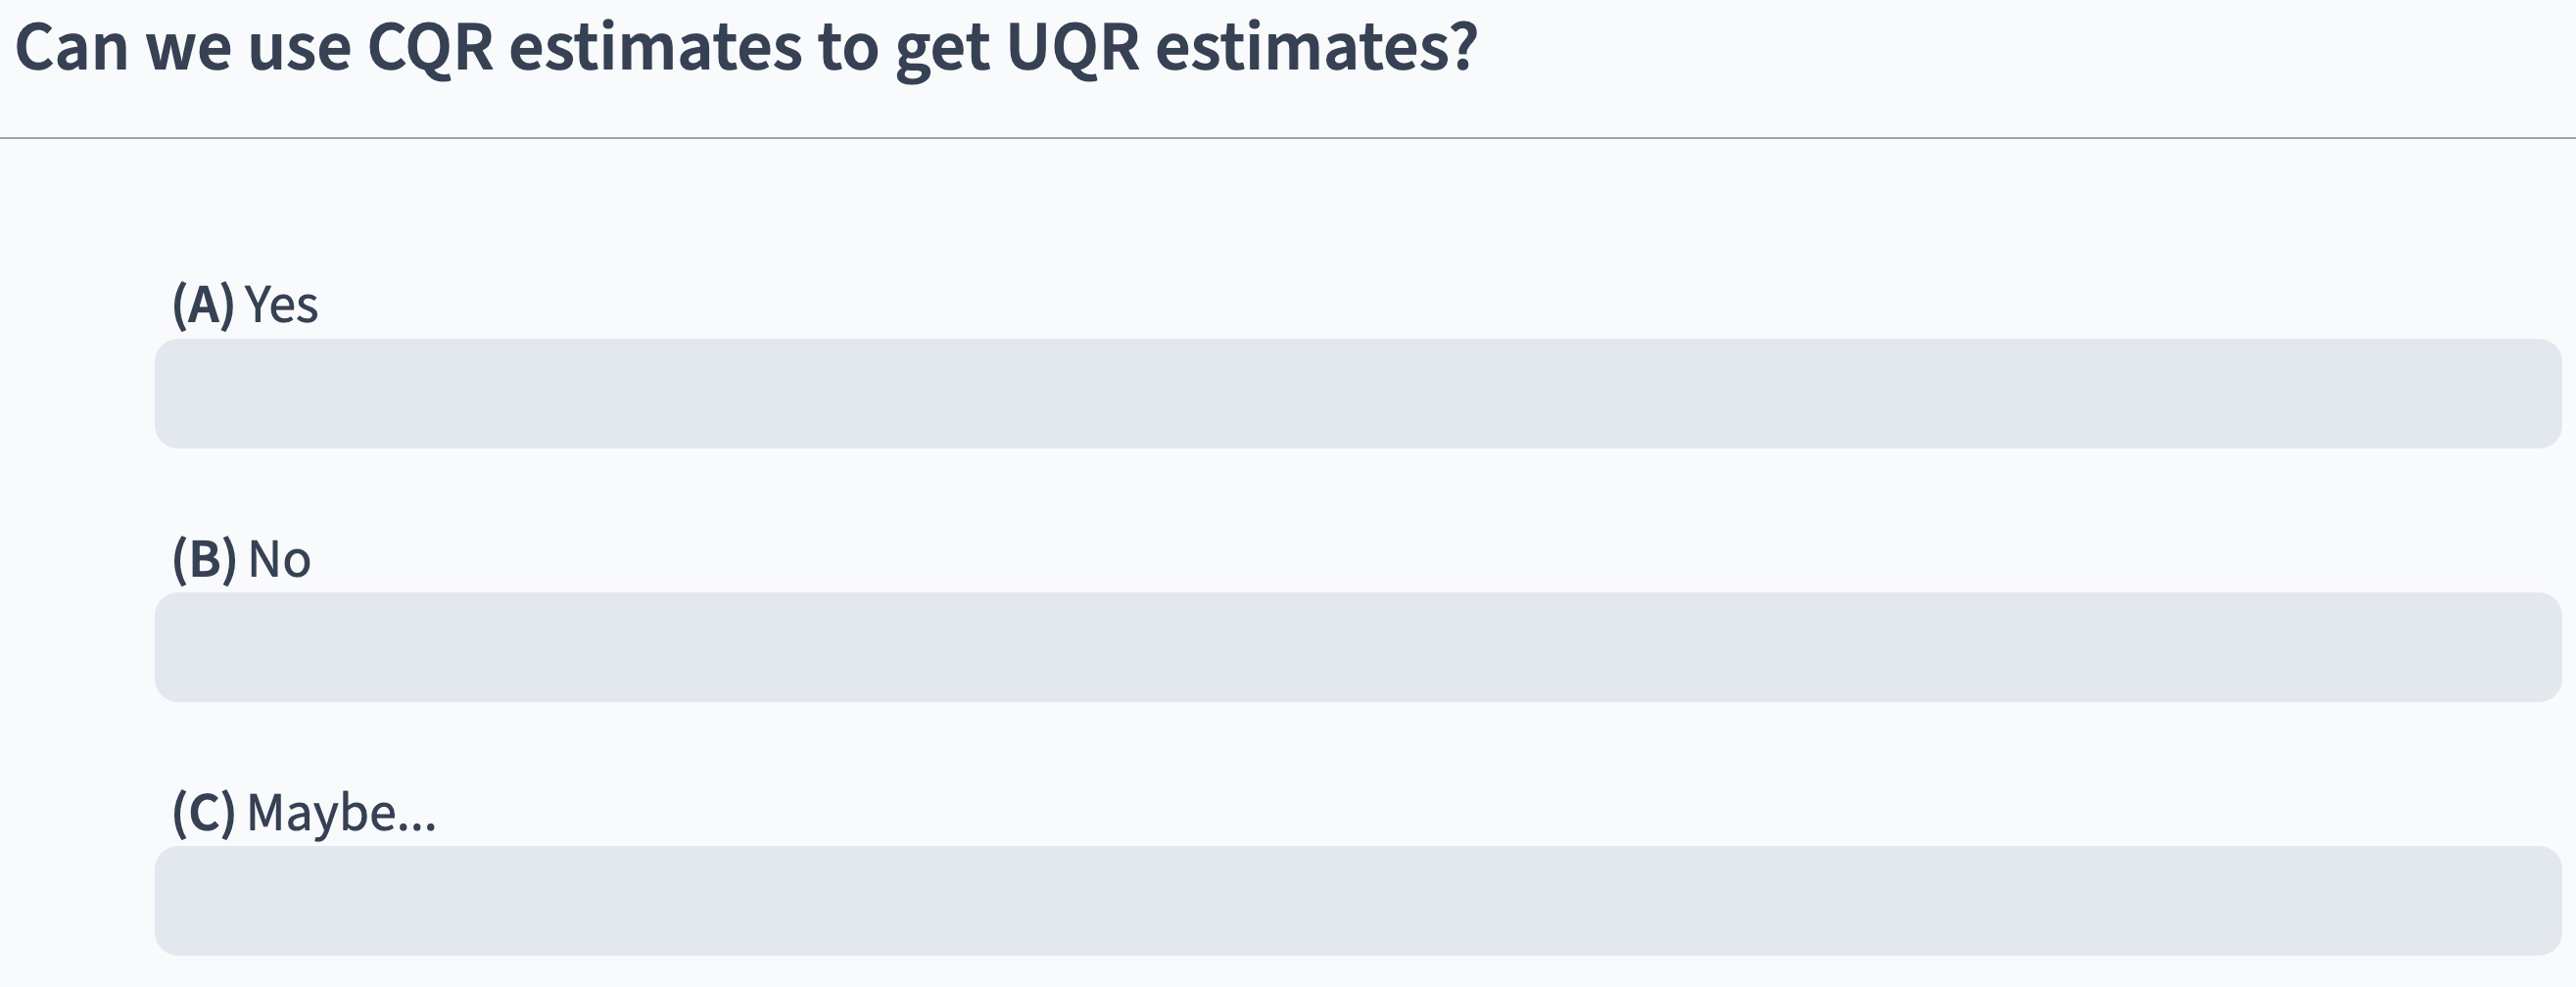 Can we use CQR estimates to get UQR estimates?
(A) Yes
(B) No
(C) Maybe...